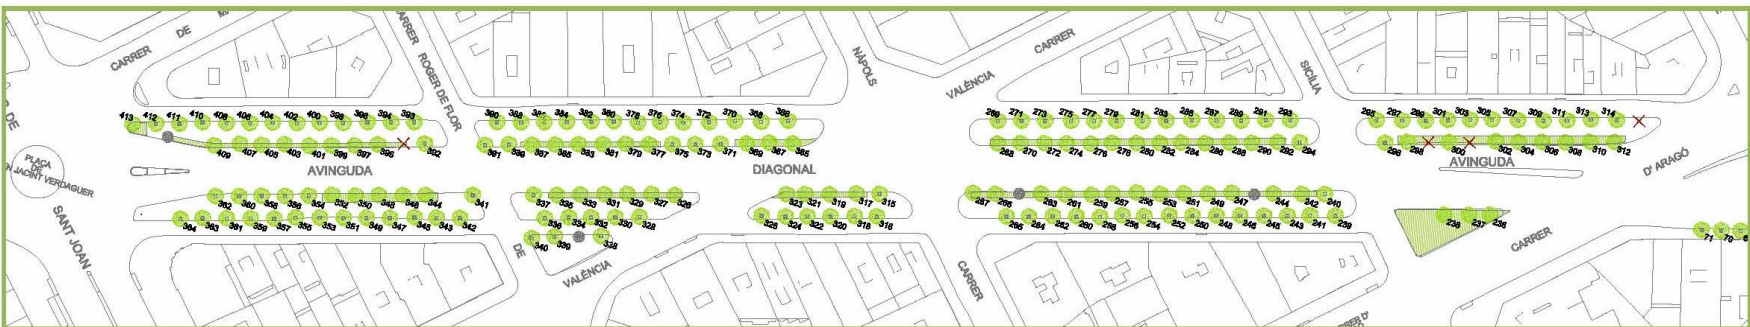 CARRER DE
CARRER ROGER DE FLOR
NÀPOLS
CARRER
VALÈNCIA
SICÍLIA
413 412 411 410 408 406 404 402 400 398 396 394 393
390 388 384 382 380 378 376 374 372 370 368 366
269 271 273 275 277 279 281 283 286 287 289 291 293
295 297 299 301 303 305 307 309 311 313 314
409 407 405 403 401 399 397 395 392
391 389 387 385 383 381 379 377 375 373 371 369 367 365
268 270 272 274 278 280 282 284 288 290 292 294
296 298 300 302 304 306 308 310 312
PLAÇA
DE
JACINT VERDAGUER
AVINGUDA
DIAGONAL
AVINGUDA
D' ARAGÓ
362 360 358 356 354 352 350 348 346 344 341
337 335 333 331 329 327 326
323 321 319 317 315
267 265 263 261 259 257 255 253 251 249 247 244 242 240
364 363 361 359 357 355 353 351 349 347 345 343 342
336 334 332 330 328
325 324 322 320 318 316
266 264 262 260 258 256 254 252 250 248 246 245 243 241 239
238 237 236
340 339 338
71 70
SANT JOAN
DE
VALÈNCIA
CARRER
CARRER